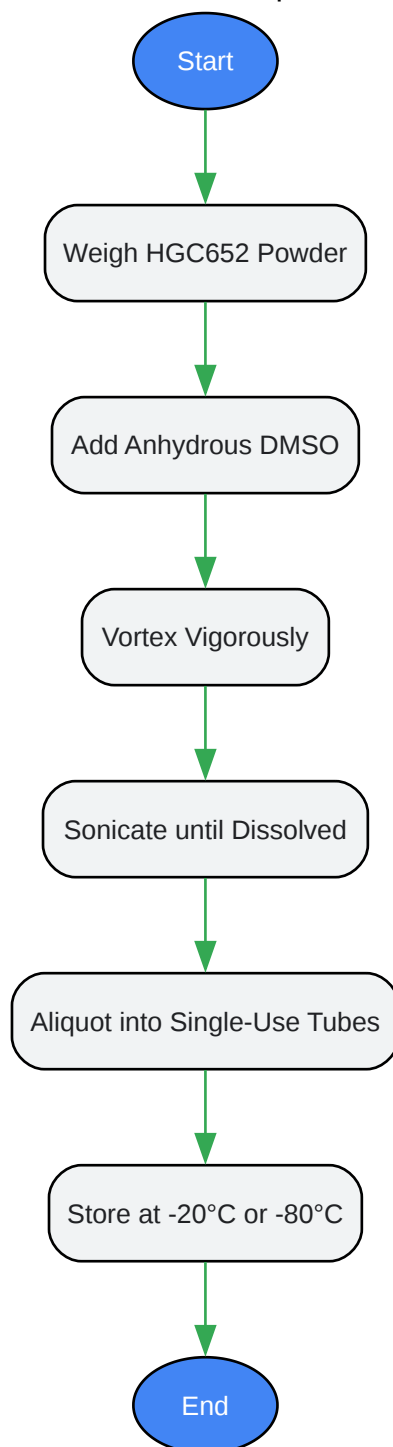 Start
Weigh HGC652 Powder
Add Anhydrous DMSO
Vortex Vigorously
Sonicate until Dissolved
Aliquot into Single-Use Tubes
Store at -20°C or -80°C
End